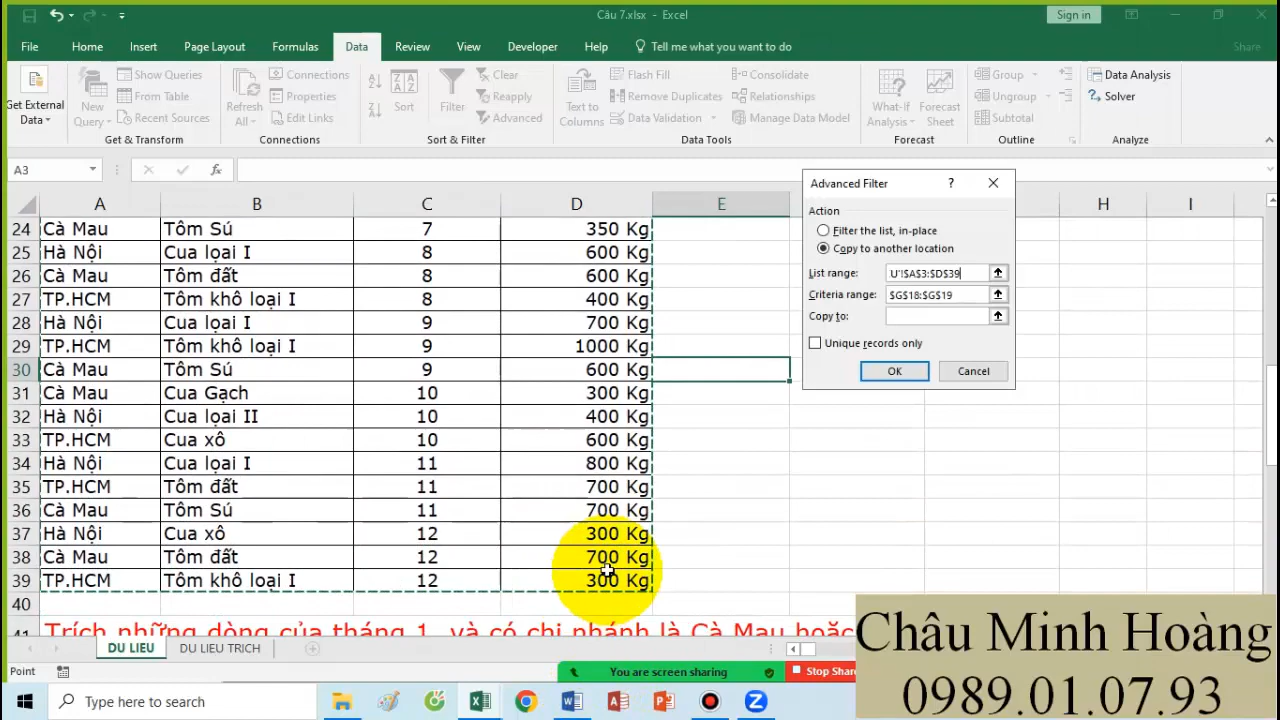 Câu 7.xlsx - Excel
Sign in
File Home Insert Page Layout Formulas Data Review View Developer Help Tell me what you want to do Share
Get External Data
New Query
Show Queries
From Table
Recent Sources
Get & Transform
Refresh All
Connections
Properties
Edit Links
Connections
Sort
Filter
Clear
Reapply
Advanced
Sort & Filter
Text to Columns
Flash Fill
Remove Duplicates
Data Validation
Consolidate
Relationships
Manage Data Model
Data Tools
What-If Analysis
Forecast Sheet
Forecast
Group
Ungroup
Subtotal
Outline
Data Analysis
Solver
Analyze
A3 fx
A B C D E H I
24 Cà Mau Tôm Sú 7 350 Kg
25 Hà Nội Cua lọai I 8 600 Kg
26 Cà Mau Tôm đất 8 600 Kg
27 TP.HCM Tôm khô loại I 8 400 Kg
28 Hà Nội Cua lọai I 9 700 Kg
29 TP.HCM Tôm khô loại I 9 1000 Kg
30 Cà Mau Tôm Sú 9 600 Kg
31 Cà Mau Cua Gạch 10 300 Kg
32 Hà Nội Cua lọai II 10 400 Kg
33 TP.HCM Cua xô 10 600 Kg
34 Hà Nội Cua lọai I 11 800 Kg
35 TP.HCM Tôm đất 11 700 Kg
36 Cà Mau Tôm Sú 11 700 Kg
37 Hà Nội Cua xô 12 300 Kg
38 Cà Mau Tôm đất 12 700 Kg
39 TP.HCM Tôm khô loại I 12 300 Kg
40
41 Trích những dòng của tháng 1 và có chi nhánh là Cà Mau hoặc
Advanced Filter ?
Action
Filter the list, in-place
Copy to another location
List range: U'!$A$3:$D$39
Criteria range: $G$18:$G$19
Copy to:
Unique records only
OK Cancel
DU LIEU DU LIEU TRICH
Point
You are screen sharing Stop Share
Type here to search
Châu Minh Hoàng
0989.01.07.93